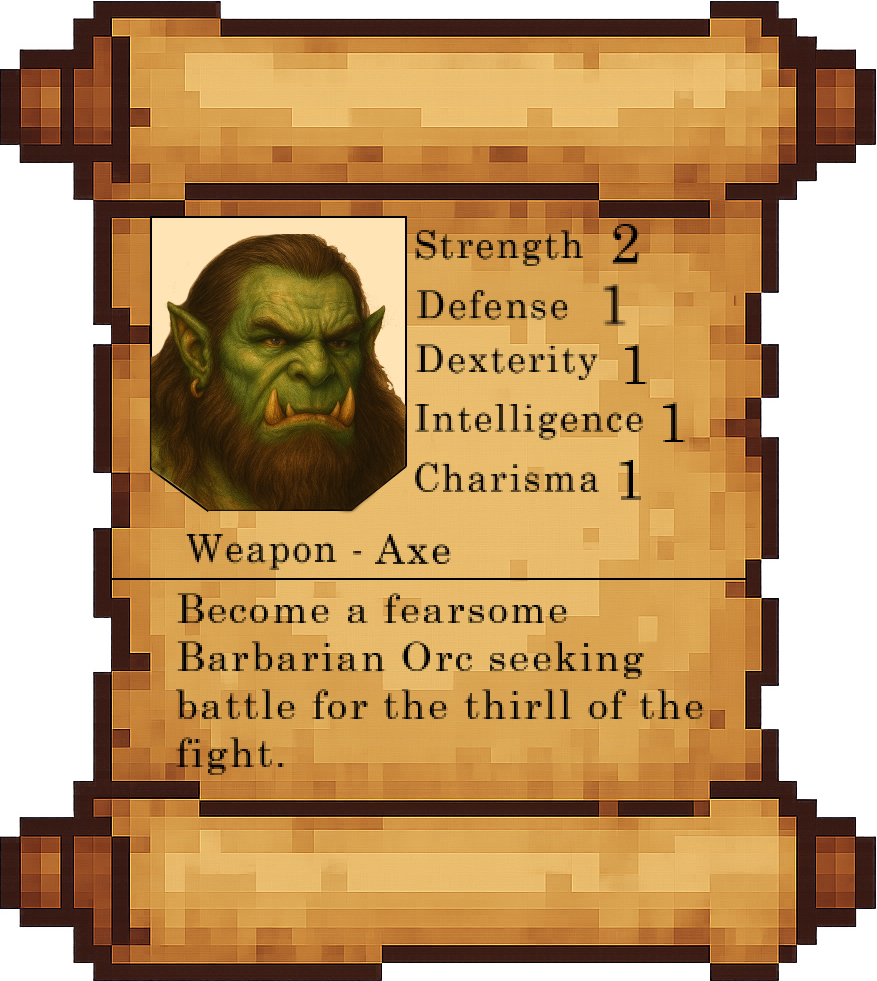 Strength 2
Defense 1
Dexterity 1
Intelligence 1
Charisma 1
Weapon - Axe
Become a fearsome
Barbarian Orc seeking
battle for the thirll of the
fight.